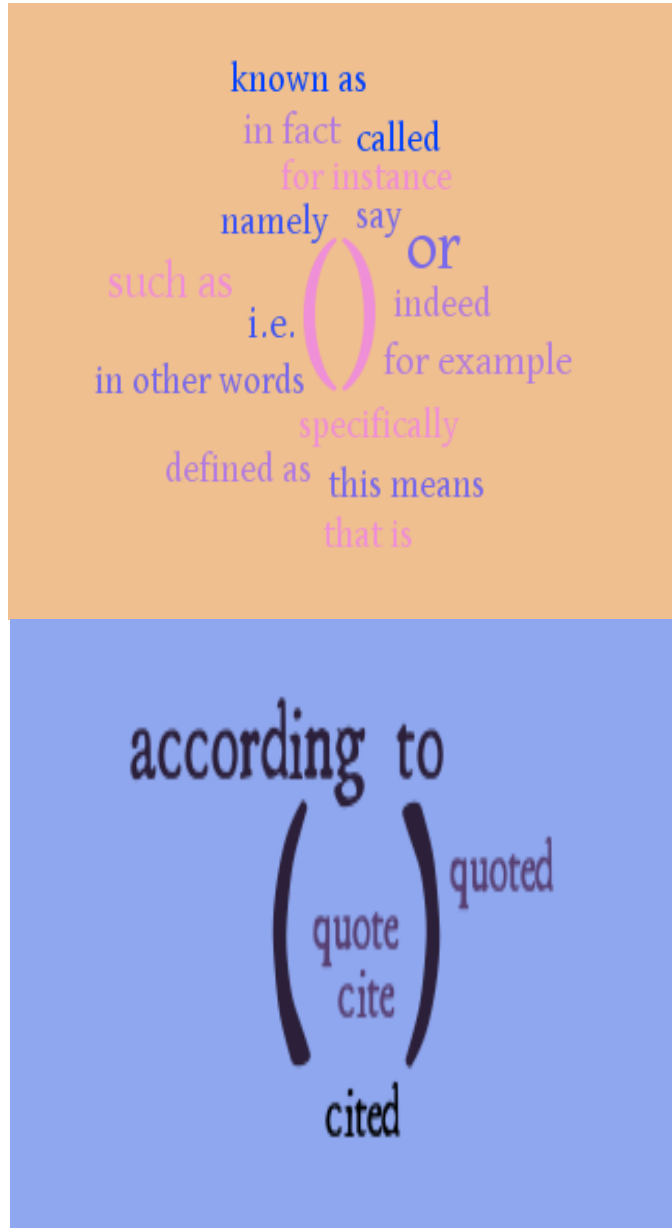 known as
in fact called
for instance
namely say
or
such as
indeed
i.e. ( )
for example
in other words
specifically
defined as this means
that is
according to
( )
quoted
quote
cite
cited